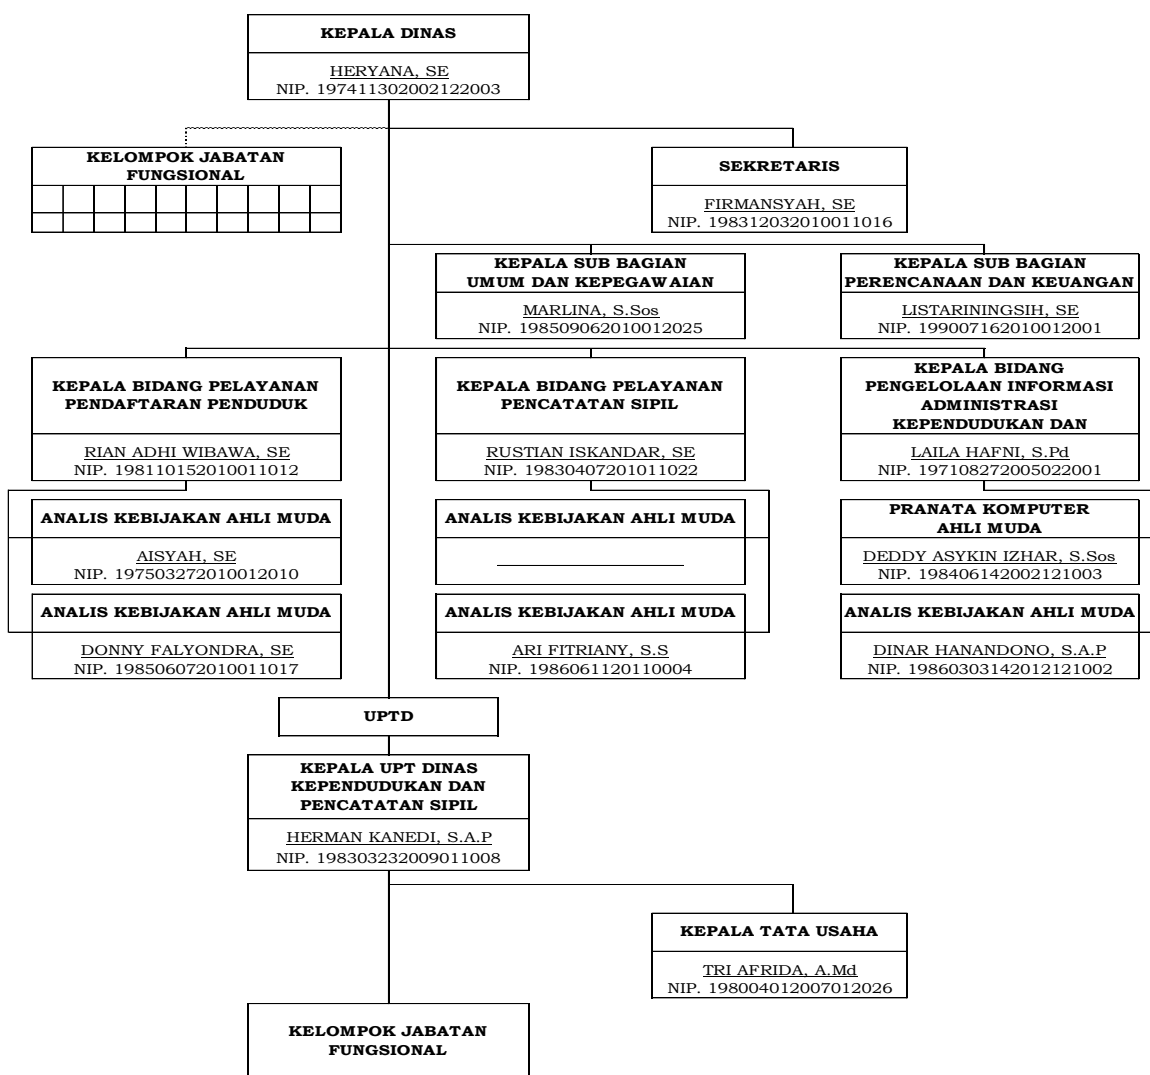 KEPALA DINAS
HERYANA, SE
NIP. 197411302002122003
KELOMPOK JABATAN
FUNGSIONAL
SEKRETARIS
FIRMANSYAH, SE
NIP. 198312032010011016
KEPALA SUB BAGIAN
UMUM DAN KEPEGAWAIAN
MARLINA, S.Sos
NIP. 198509062010012025
KEPALA SUB BAGIAN
PERENCANAAN DAN KEUANGAN
LISTARININGSIH, SE
NIP. 199007162010012001
KEPALA BIDANG PELAYANAN
PENDAFTARAN PENDUDUK
RIAN ADHI WIBAWA, SE
NIP. 198110152010011012
KEPALA BIDANG PELAYANAN
PENCATATAN SIPIL
RUSTIAN ISKANDAR, SE
NIP. 19830407201011022
KEPALA BIDANG
PENGELOLAAN INFORMASI
ADMINISTRASI
KEPENDUDUKAN DAN
LAILA HAFNI, S.Pd
NIP. 197108272005022001
ANALIS KEBIJAKAN AHLI MUDA
AISYAH, SE
NIP. 197503272010012010
ANALIS KEBIJAKAN AHLI MUDA
PRANATA KOMPUTER
AHLI MUDA
DEDDY ASYKIN IZHAR, S.Sos
NIP. 198406142002121003
ANALIS KEBIJAKAN AHLI MUDA
DONNY FALYONDRA, SE
NIP. 198506072010011017
ANALIS KEBIJAKAN AHLI MUDA
ARI FITRIANY, S.S
NIP. 1986061120110004
ANALIS KEBIJAKAN AHLI MUDA
DINAR HANANDONO, S.A.P
NIP. 19860303142012121002
UPTD
KEPALA UPT DINAS
KEPENDUDUKAN DAN
PENCATATAN SIPIL
HERMAN KANEDI, S.A.P
NIP. 198303232009011008
KEPALA TATA USAHA
TRI AFRIDA, A.Md
NIP. 198004012007012026
KELOMPOK JABATAN
FUNGSIONAL